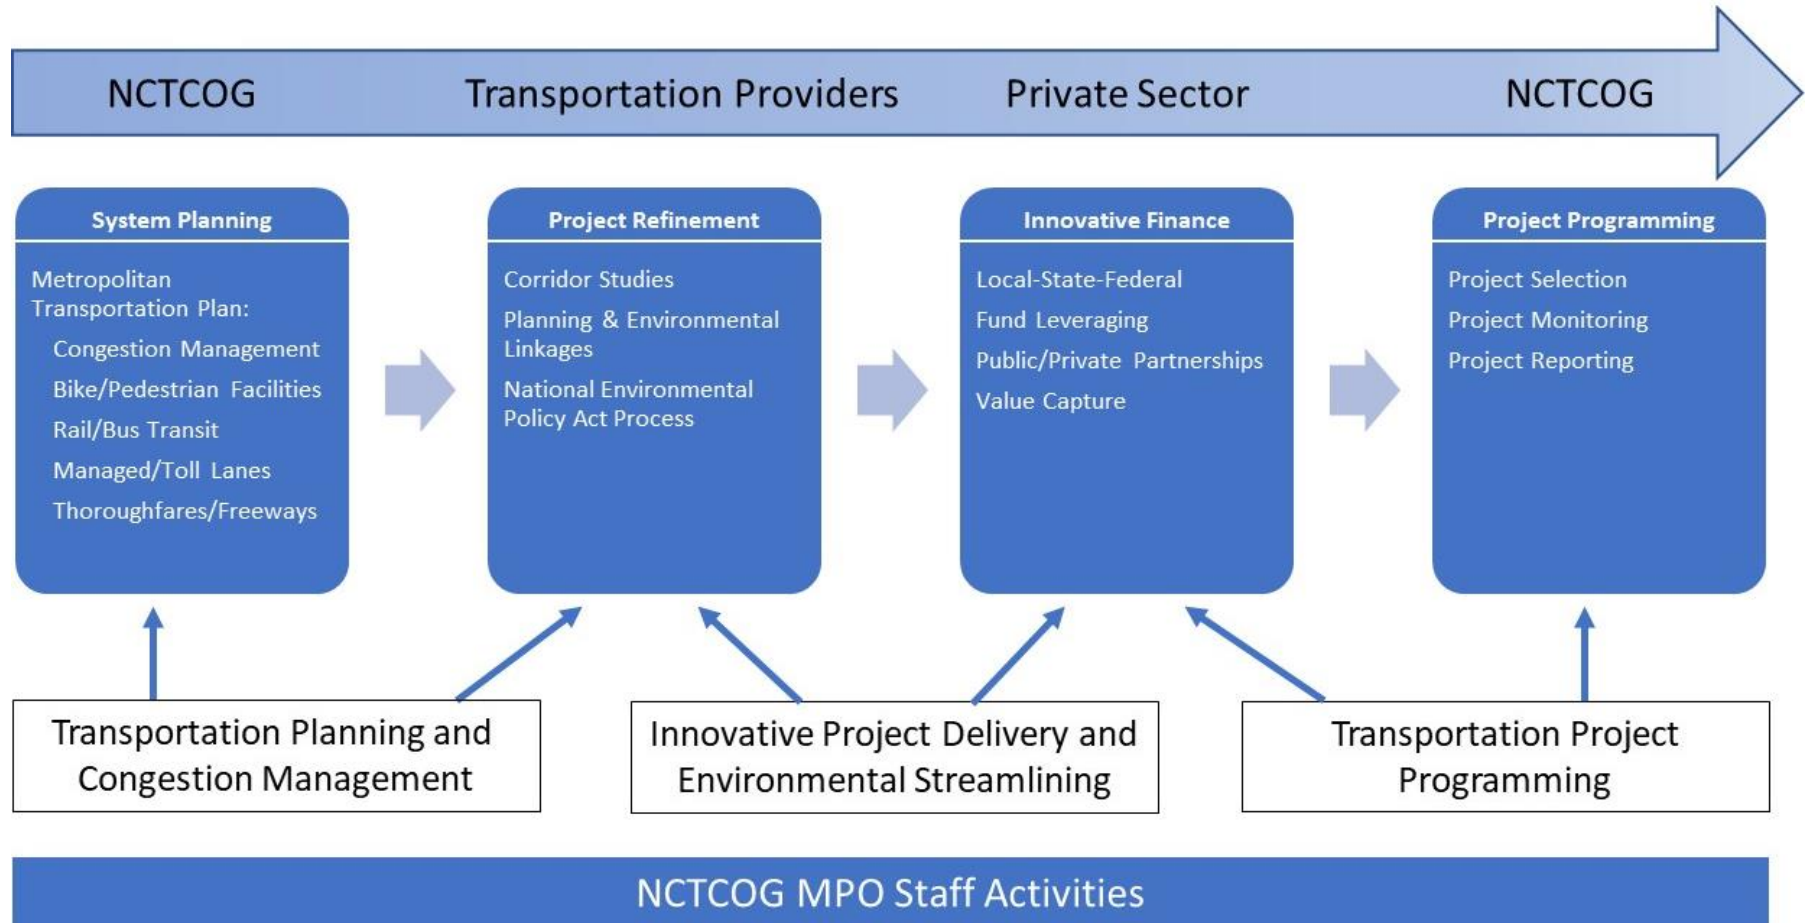 NCTCOG
Transportation Providers
Private Sector
NCTCOG
System Planning
Metropolitan
Transportation Plan:
Congestion Management
Bike/Pedestrian Facilities
Rail/Bus Transit
Managed/Toll Lanes
Thoroughfares/Freeways
Project Refinement
Corridor Studies
Planning & Environmental
Linkages
National Environmental
Policy Act Process
Innovative Finance
Local-State-Federal
Fund Leveraging
Public/Private Partnerships
Value Capture
Project Programming
Project Selection
Project Monitoring
Project Reporting
Transportation Planning and
Congestion Management
Innovative Project Delivery and
Environmental Streamlining
Transportation Project
Programming
NCTCOG MPO Staff Activities